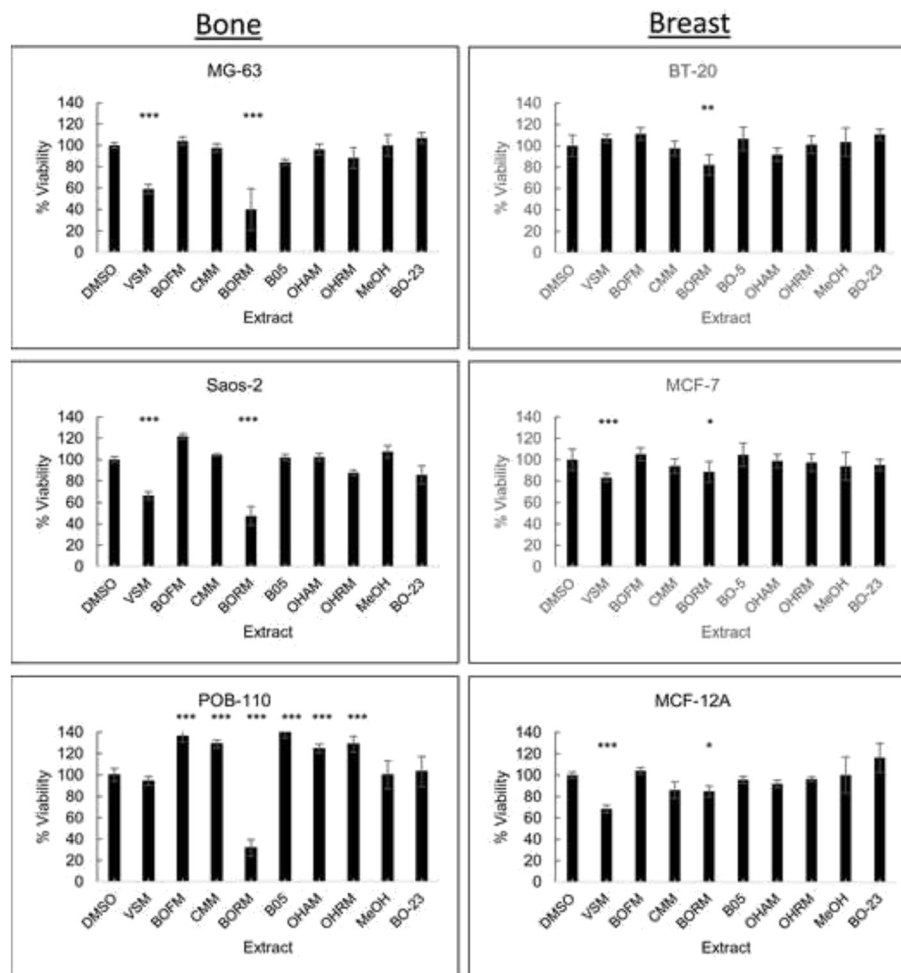 Bone
Breast
MG-63
*** ***
140
120
100
80
60
40
20
0
% Viability
DMSO VSM BOFM CMM BORM B05 OHAM OHRM MeOH BO-23
Extract
BT-20
**
140
120
100
80
60
40
20
0
% Viability
DMSO VSM BOFM CMM BORM BO-5 OHAM OHRM MeOH BO-23
Extract
Saos-2
*** ***
140
120
100
80
60
40
20
0
% Viability
DMSO VSM BOFM CMM BORM B05 OHAM OHRM MeOH BO-23
Extract
MCF-7
*** *
140
120
100
80
60
40
20
0
% Viability
DMSO VSM BOFM CMM BORM BO-5 OHAM OHRM MeOH BO-23
Extract
POB-110
*** *** *** *** *** ***
140
120
100
80
60
40
20
0
% Viability
DMSO VSM BOFM CMM BORM B05 OHAM OHRM MeOH BO-23
Extract
MCF-12A
*** *
140
120
100
80
60
40
20
0
% Viability
DMSO VSM BOFM CMM BORM B05 OHAM OHRM MeOH BO-23
Extract